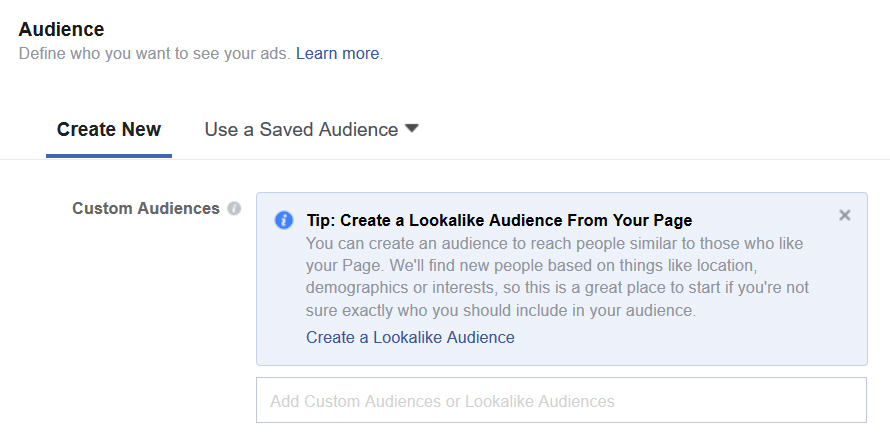 Audience
Define who you want to see your ads. Learn more.
Create New
Use a Saved Audience
Custom Audiences
Tip: Create a Lookalike Audience From Your Page
You can create an audience to reach people similar to those who like
your Page. We'll find new people based on things like location,
demographics or interests, so this is a great place to start if you're not
sure exactly who you should include in your audience.
Create a Lookalike Audience
Add Custom Audiences or Lookalike Audiences